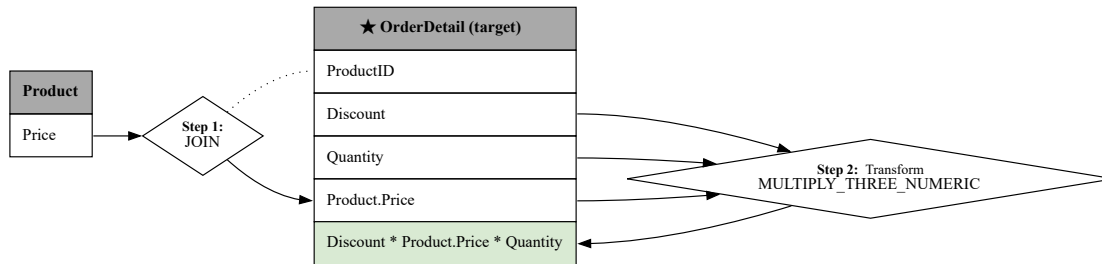 Product
Price
Step 1:
JOIN
★ OrderDetail (target)
ProductID
Discount
Quantity
Product.Price
Discount * Product.Price * Quantity
Step 2: Transform
MULTIPLY_THREE_NUMERIC